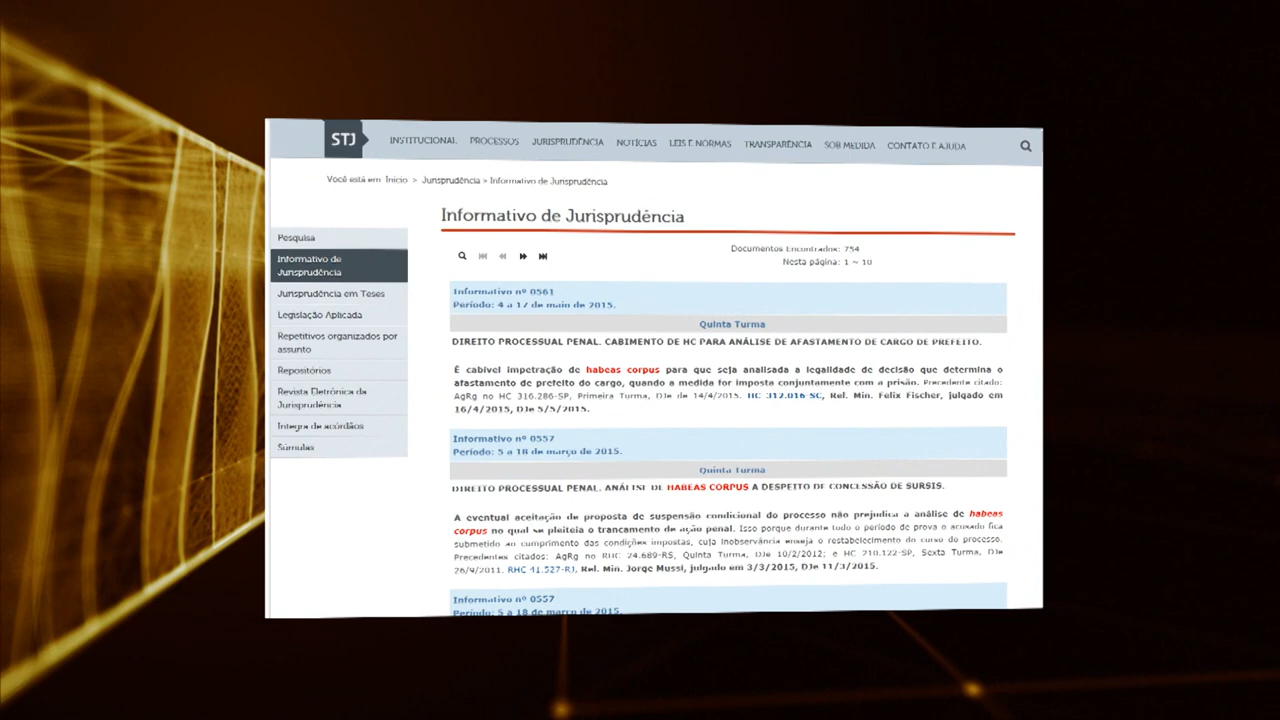 STJ INSTITUCIONAL PROCESSOS JURISPRUDÊNCIA NOTÍCIAS LEIS E NORMAS TRANSPARÊNCIA SOB MEDIDA CONTATO E AJUDA
Você está em: Início > Jurisprudência > Informativo de Jurisprudência
Informativo de Jurisprudência
Pesquisa
Informativo de
Jurisprudência
Jurisprudência em Teses
Legislação Aplicada
Repetitivos organizados por
assunto
Repositórios
Revista Eletrônica da
Jurisprudência
Íntegra de acórdãos
Súmulas
Documentos Encontrados: 754
Nesta página: 1 ~ 10
Informativo nº 0561
Período: 4 a 17 de maio de 2015.
Quinta Turma
DIREITO PROCESSUAL PENAL. CABIMENTO DE HC PARA ANÁLISE DE AFASTAMENTO DE CARGO DE PREFEITO.
É cabível impetração de habeas corpus para que seja analisada a legalidade de decisão que determina o
afastamento de prefeito do cargo, quando a medida for imposta conjuntamente com a prisão. Precedente citado:
AgRg no HC 316.286-SP, Primeira Turma, DJe de 14/4/2015. HC 312.016-SC, Rel. Min. Felix Fischer, julgado em
16/4/2015, DJe 5/5/2015.
Informativo nº 0557
Período: 5 a 18 de março de 2015.
Quinta Turma
DIREITO PROCESSUAL PENAL. ANÁLISE DE HABEAS CORPUS A DESPEITO DE CONCESSÃO DE SURSIS.
A eventual aceitação de proposta de suspensão condicional do processo não prejudica a análise de habeas
corpus no qual se pleiteia o trancamento de ação penal. Isso porque durante todo o período de prova o acusado fica
submetido ao cumprimento das condições impostas, cuja inobservância enseja o restabelecimento do curso do processo.
Precedentes citados: AgRg no RHC 24.689-RS, Quinta Turma, DJe 10/2/2012; e HC 210.122-SP, Sexta Turma, DJe
26/9/2011. RHC 41.527-RJ, Rel. Min. Jorge Mussi, julgado em 3/3/2015, DJe 11/3/2015.
Informativo nº 0557
Período: 5 a 18 de março de 2015.